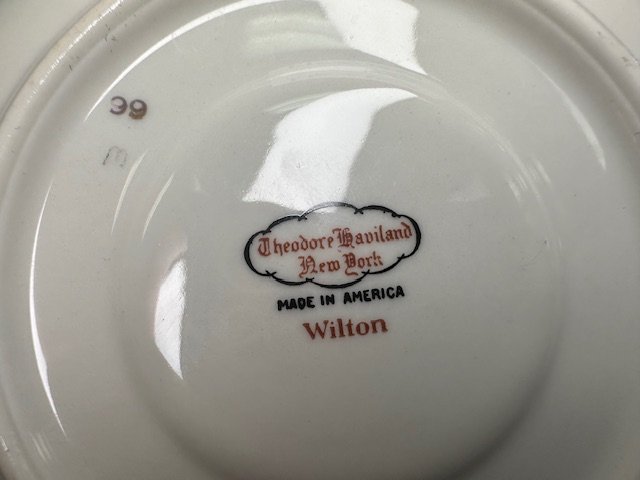 39
m
Theodore Haviland
New York
MADE IN AMERICA
Wilton